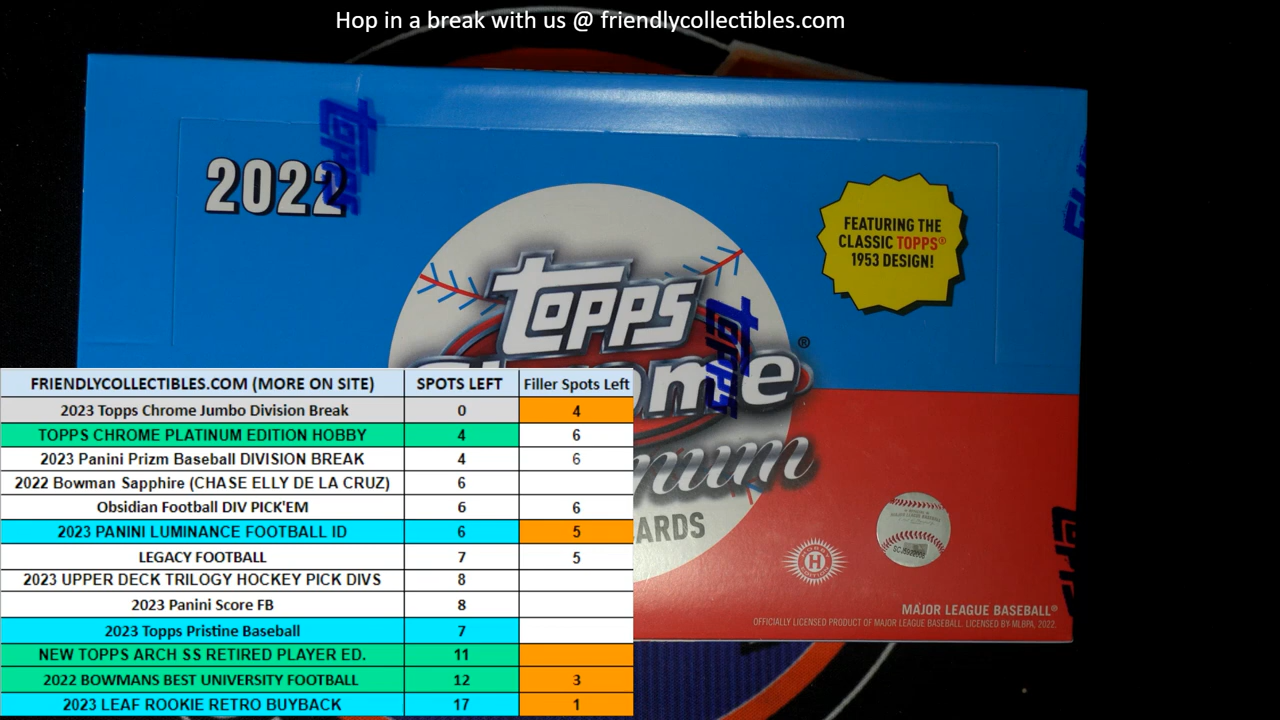 Hop in a break with us @ friendlycollectibles.com
2022
topps
FEATURING THE
CLASSIC TOPPS®
1953 DESIGN!
TOPPS
topps
®
FRIENDLYCOLLECTIBLES.COM (MORE ON SITE) SPOTS LEFT Filler Spots Left
2023 Topps Chrome Jumbo Division Break 0 4
TOPPS CHROME PLATINUM EDITION HOBBY 4 6
2023 Panini Prizm Baseball DIVISION BREAK 4 6
2022 Bowman Sapphire (CHASE ELLY DE LA CRUZ) 6
Obsidian Football DIV PICK'EM 6 6
2023 PANINI LUMINANCE FOOTBALL ID 6 5
LEGACY FOOTBALL 7 5
2023 UPPER DECK TRILOGY HOCKEY PICK DIVS 8
2023 Panini Score FB 8
2023 Topps Pristine Baseball 7
NEW TOPPS ARCH SS RETIRED PLAYER ED. 11
2022 BOWMANS BEST UNIVERSITY FOOTBALL 12 3
2023 LEAF ROOKIE RETRO BUYBACK 17 1
ARDS
H
MAJOR LEAGUE BASEBALL®
OFFICIALLY LICENSED PRODUCT OF MAJOR LEAGUE BASEBALL. LICENSED BY MLBPA, 2022.